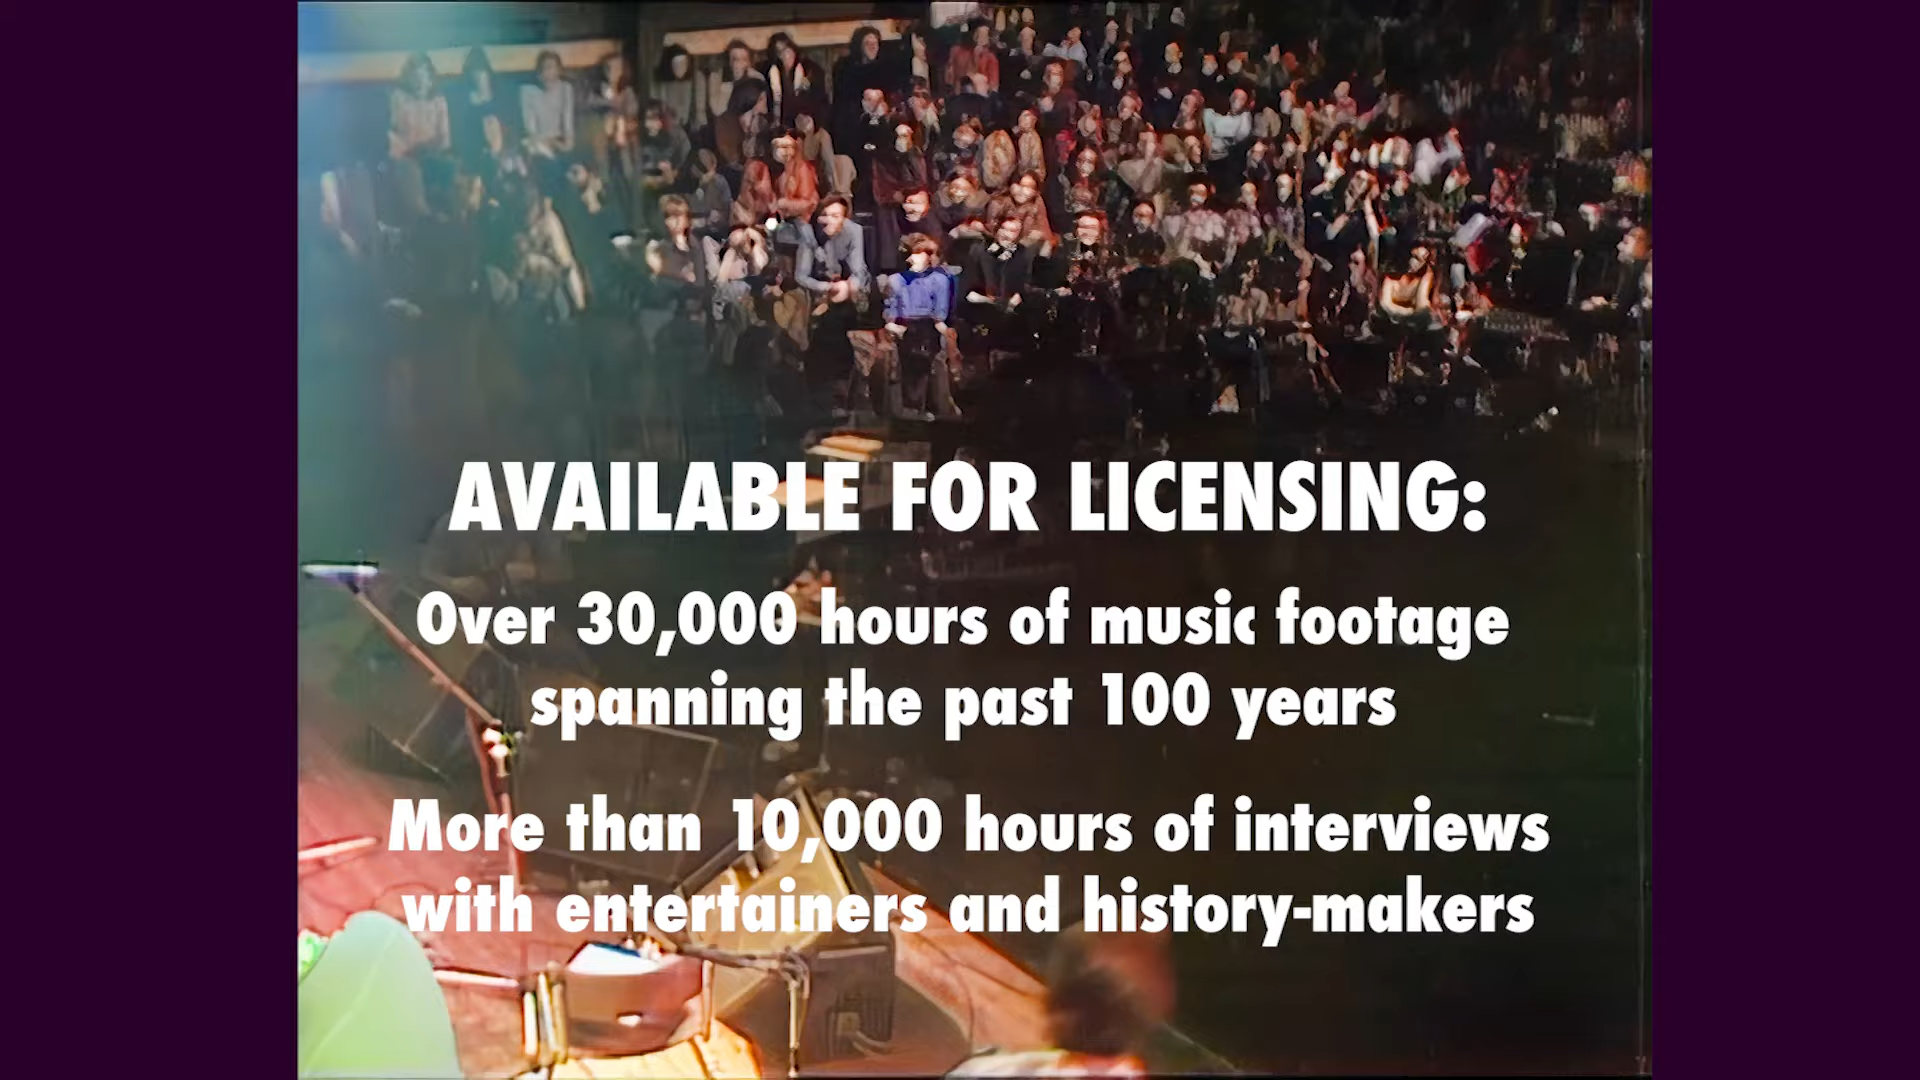 AVAILABLE FOR LICENSING:
Over 30,000 hours of music footage
spanning the past 100 years
More than 10,000 hours of interviews
with entertainers and history-makers